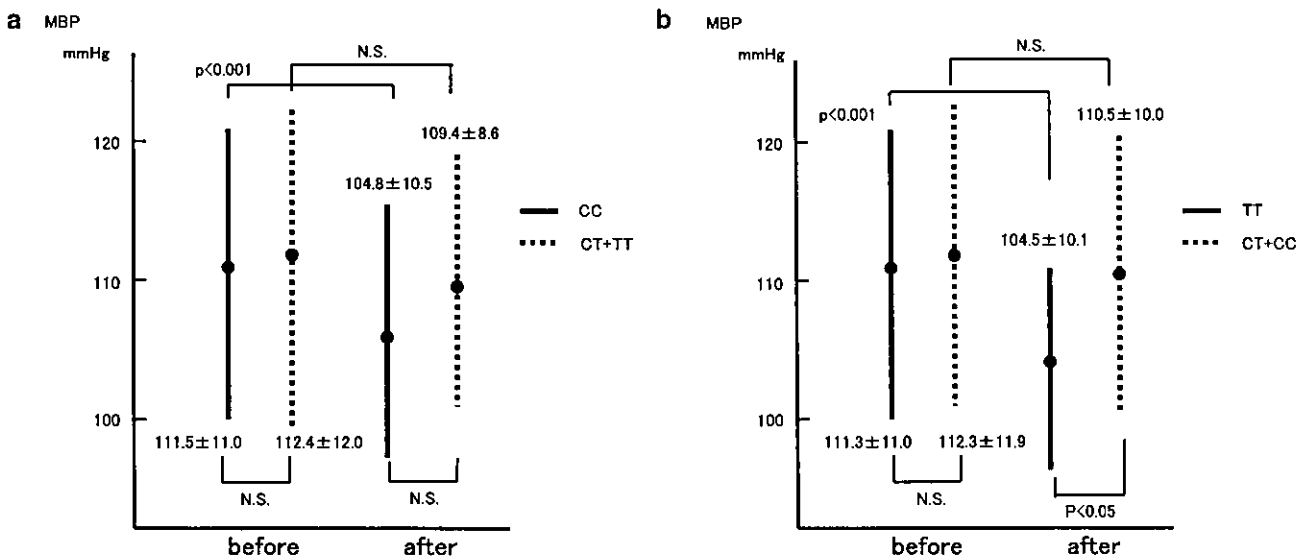 a MBP
mmHg
N.S.
p<0.001
120
109.4±8.6
104.8±10.5
CC
CT+TT
110
100
111.5±11.0
112.4±12.0
N.S.
N.S.
before
after
b MBP
mmHg
N.S.
p<0.001
110.5±10.0
120
TT
104.5±10.1
CT+CC
110
100
111.3±11.0
112.3±11.9
N.S.
P<0.05
before
after